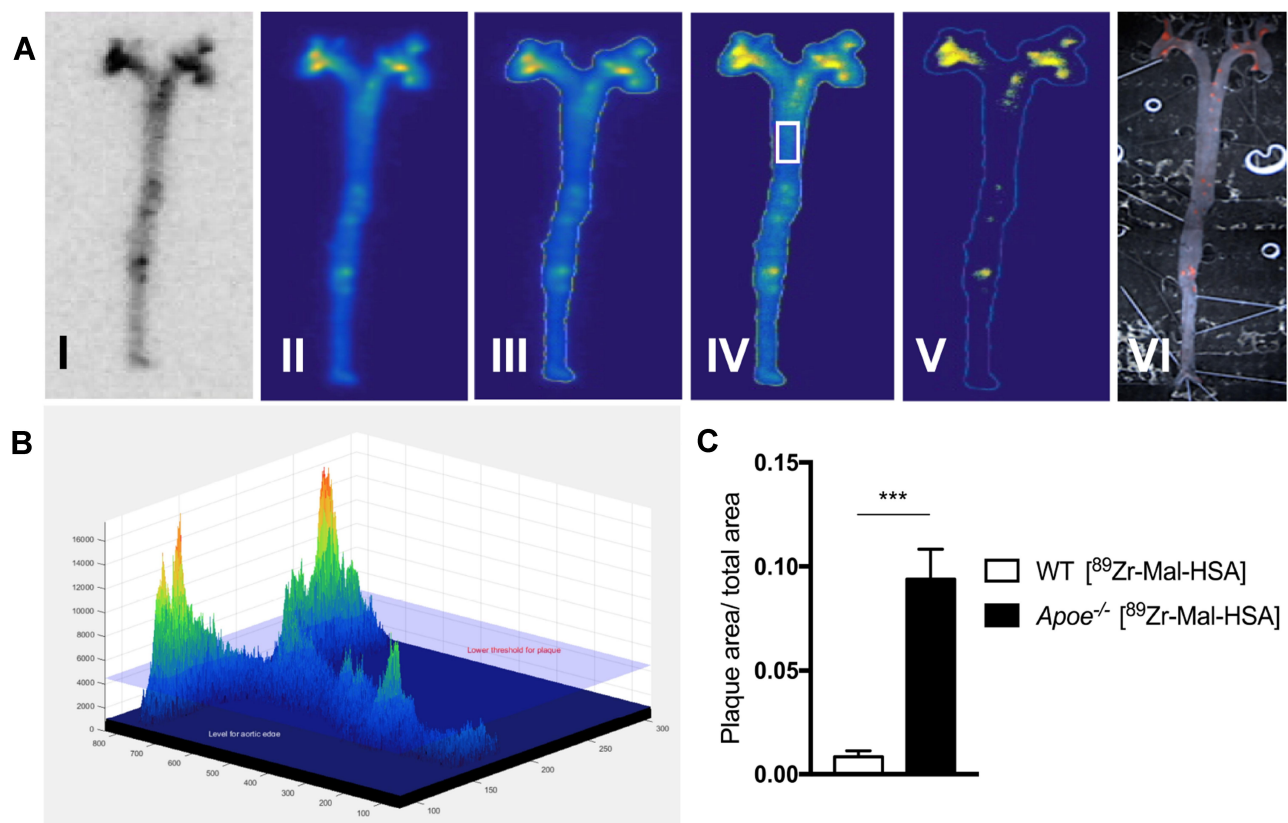 A
I
II
III
IV
V
VI
B
16000
14000
12000
10000
8000
6000
4000
2000
0
Lower threshold for plaque
Level for aortic edge
800
700
600
500
400
300
200
100
100
150
200
250
300
C
Plaque area/ total area
0.15
0.10
0.05
0.00
***
WT [⁸⁹Zr-Mal-HSA]
Apoe⁻/⁻ [⁸⁹Zr-Mal-HSA]